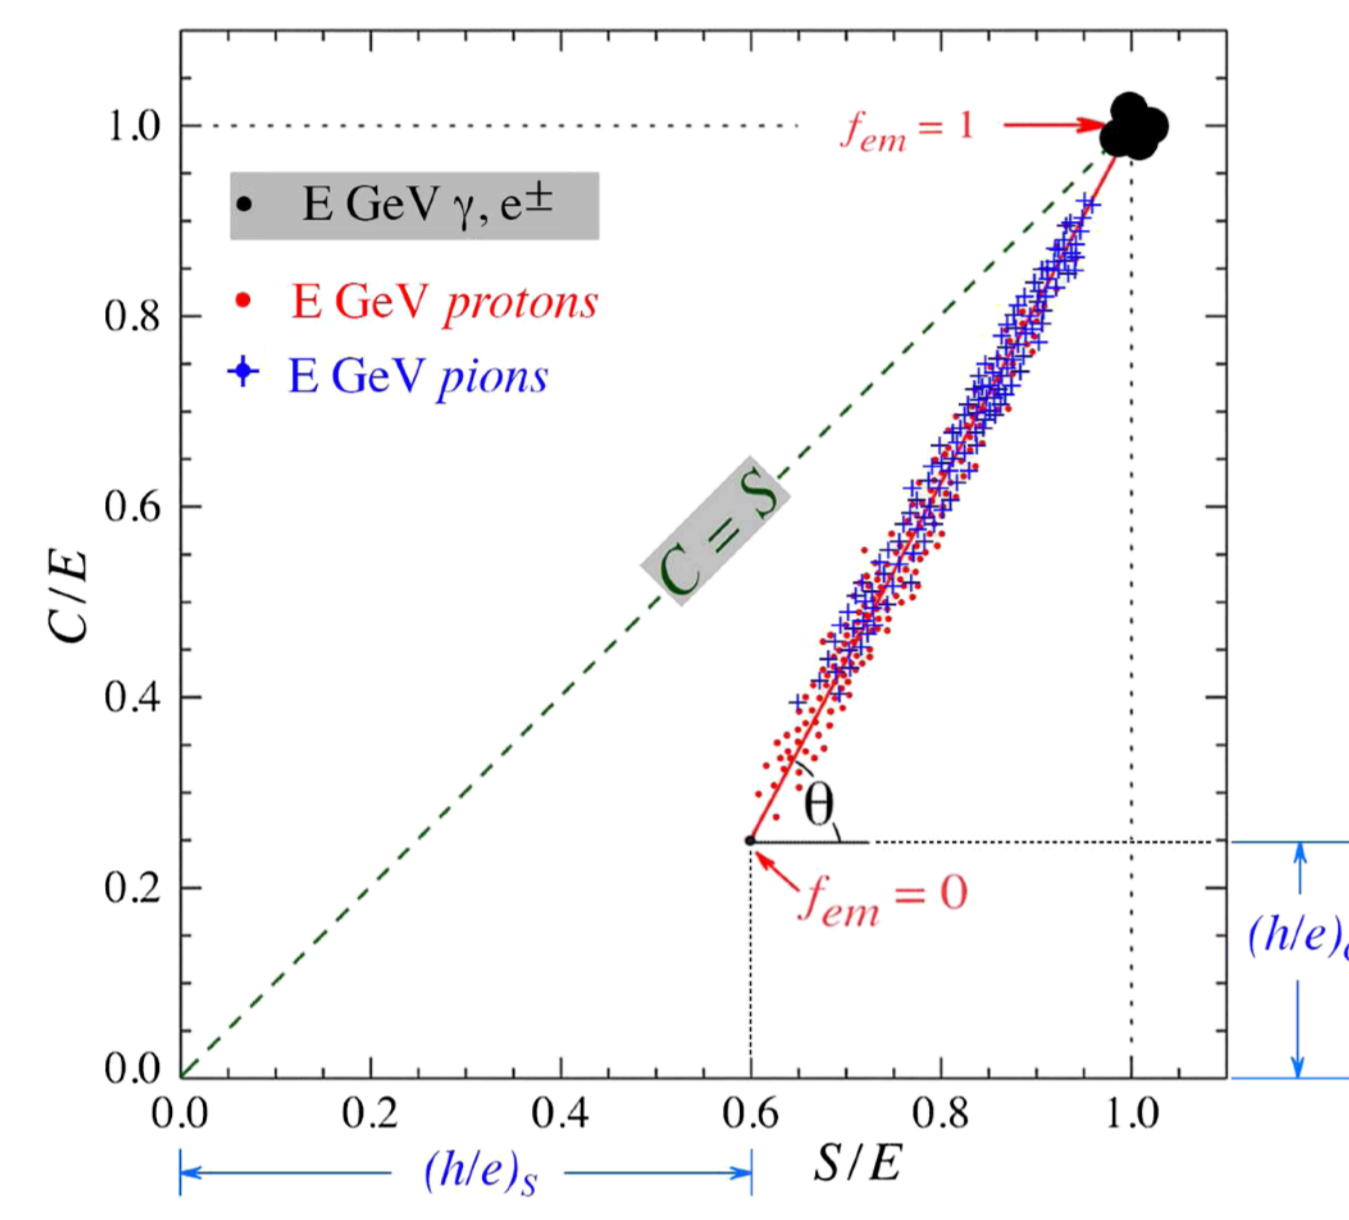 1.0
f_em = 1
E GeV γ, e±
E GeV protons
0.8
E GeV pions
C = S
0.6
C/E
0.4
θ
0.2
f_em = 0
(h/e)
0.0
0.0 0.2 0.4 0.6 0.8 1.0
(h/e)_S
S/E